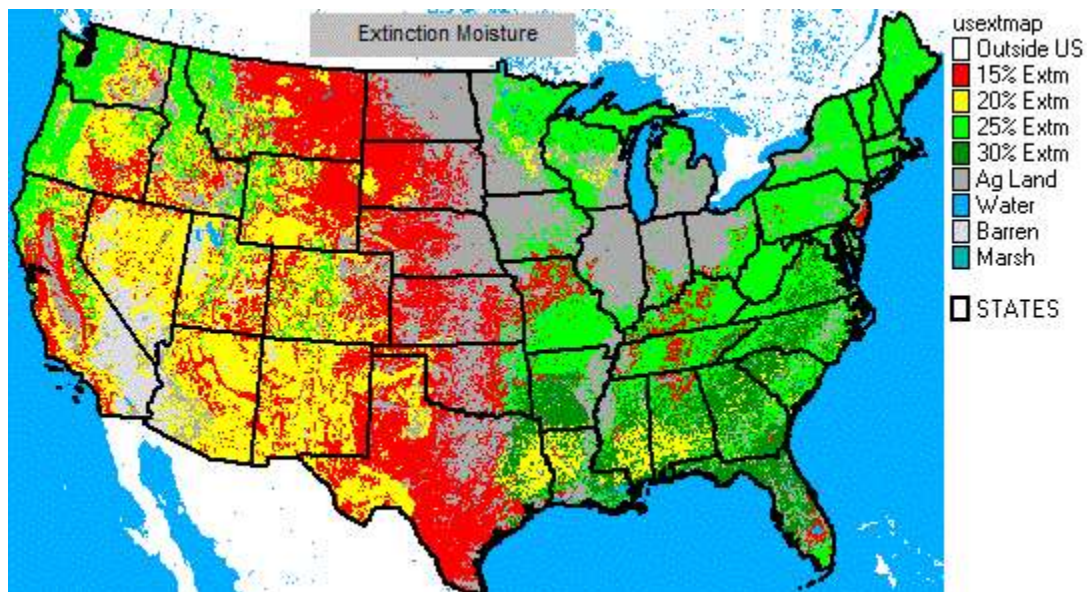 Extinction Moisture
usextmap
Outside US
15% Extm
20% Extm
25% Extm
30% Extm
Ag Land
Water
Barren
Marsh
STATES